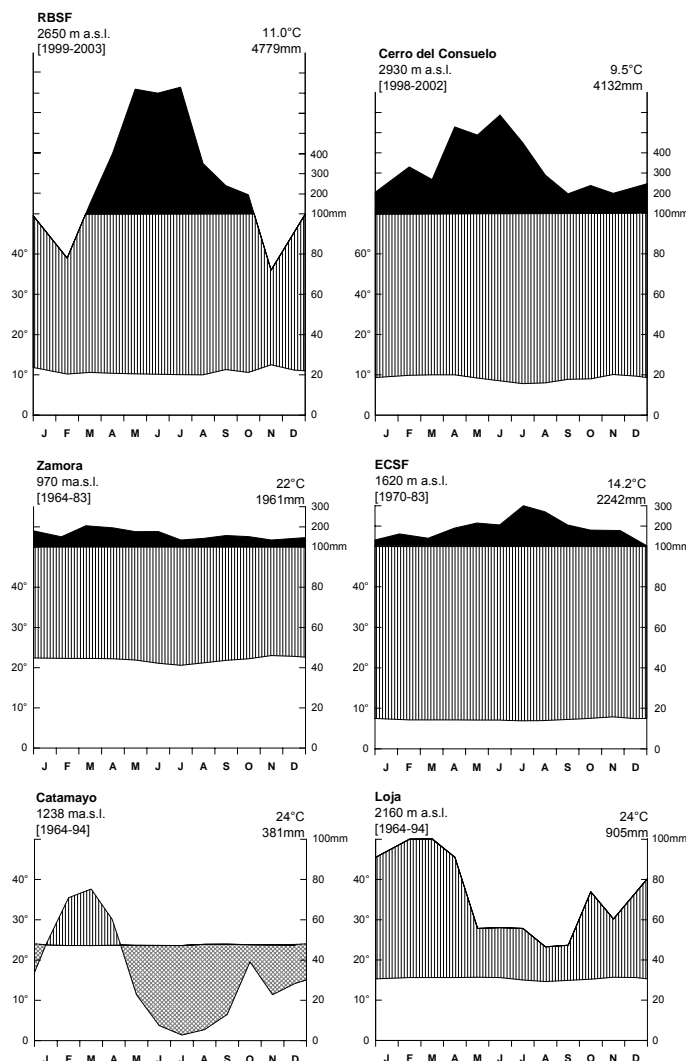 RBSF
2650 m a.s.l. 11.0°C
[1999-2003] 4779mm
400
300
200
100mm
40° 80
30° 60
20° 40
10° 20
0 0
J F M A M J J A S O N D
Cerro del Consuelo
2930 m a.s.l. 9.5°C
[1998-2002] 4132mm
400
300
200
100mm
60° 80
30° 60
20° 40
10° 20
0 0
J F M A M J J A S O N D
Zamora
970 ma.s.l. 22°C
[1964-83] 1961mm
300
200
100mm
40° 80
30° 60
20° 40
10° 20
0 0
J F M A M J J A S O N D
ECSF
1620 m a.s.l. 14.2°C
[1970-83] 2242mm
300
200
100mm
40° 80
30° 60
20° 40
10° 20
0 0
J F M A M J J A S O N D
Catamayo
1238 ma.s.l. 24°C
[1964-94] 381mm
100mm
40° 80
30° 60
20° 40
10° 20
0 0
J F M A M J J A S O N D
Loja
2160 m a.s.l. 24°C
[1964-94] 905mm
100mm
40° 80
30° 60
20° 40
10° 20
0 0
J F M A M J J A S O N D